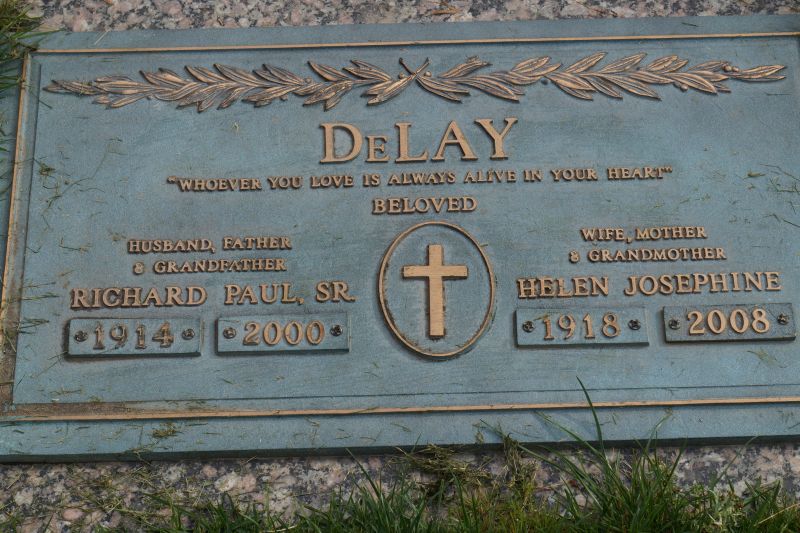 DeLAY
"WHOEVER YOU LOVE IS ALWAYS ALIVE IN YOUR HEART"
BELOVED
HUSBAND, FATHER
& GRANDFATHER
RICHARD PAUL, SR.
1914 2000
WIFE, MOTHER
& GRANDMOTHER
HELEN JOSEPHINE
1918 2008